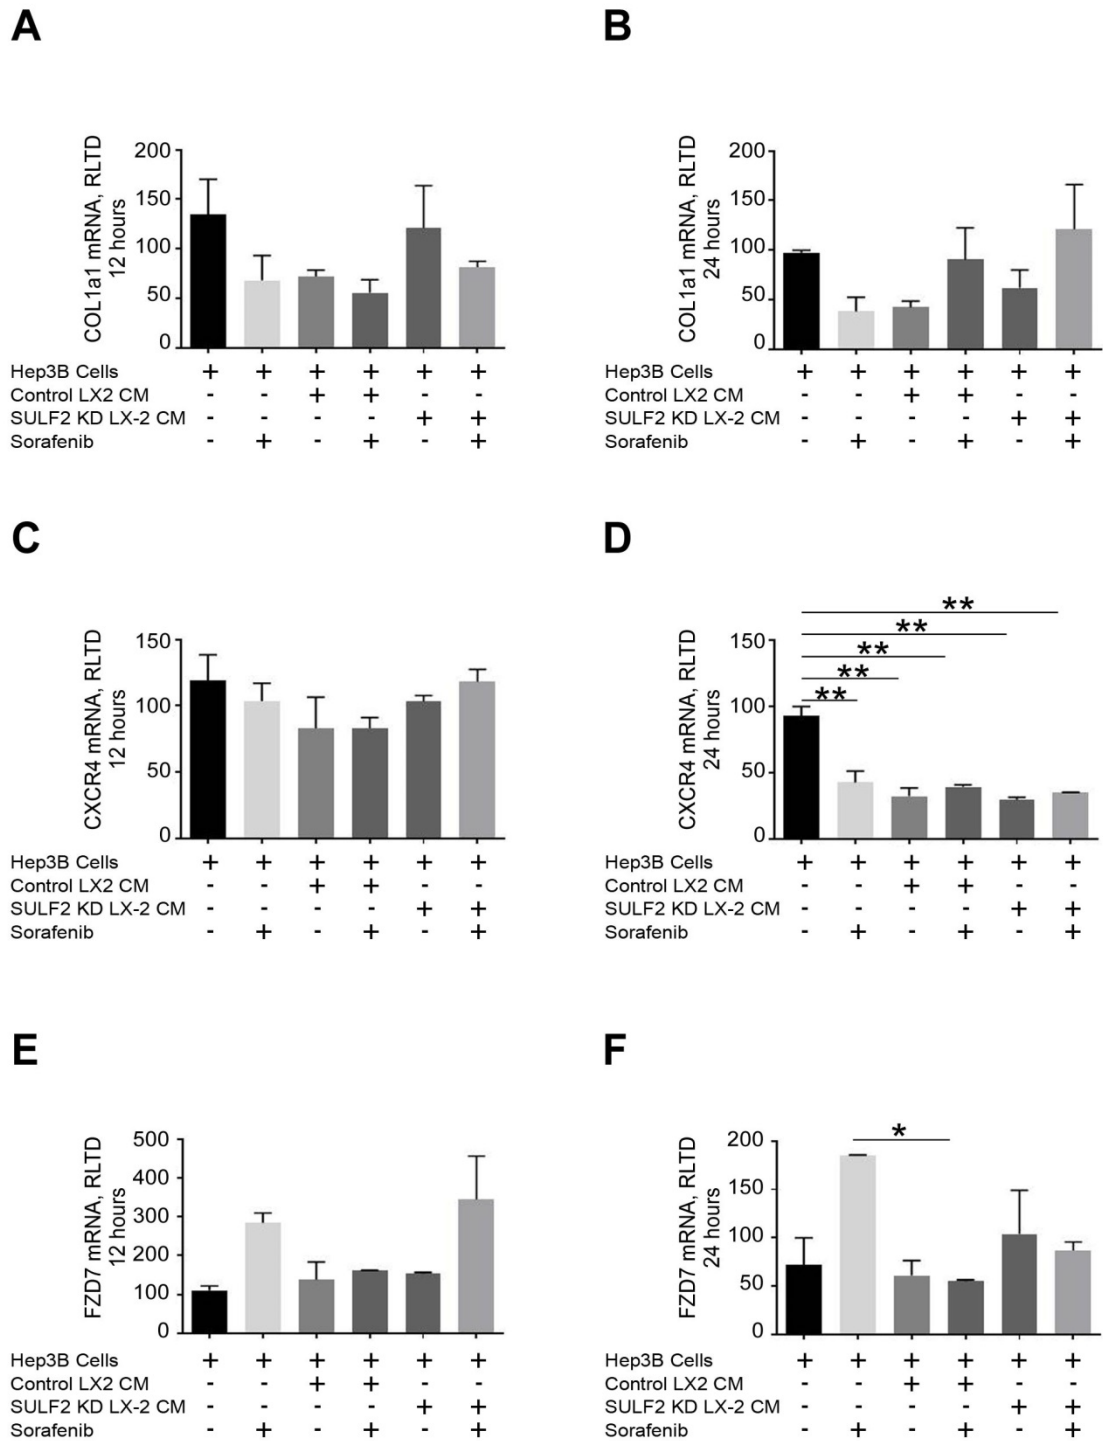 A
B
COL1a1 mRNA, RLTD
12 hours
200
150
100
50
0
Hep3B Cells + + + + + +
Control LX2 CM - - + + - -
SULF2 KD LX-2 CM - - - - + +
Sorafenib - + - + - +
COL1a1 mRNA, RLTD
24 hours
200
150
100
50
0
Hep3B Cells + + + + + +
Control LX2 CM - - + + - -
SULF2 KD LX-2 CM - - - - + +
Sorafenib - + - + - +
C
D
CXCR4 mRNA, RLTD
12 hours
150
100
50
0
Hep3B Cells + + + + + +
Control LX2 CM - - + + - -
SULF2 KD LX-2 CM - - - - + +
Sorafenib - + - + - +
CXCR4 mRNA, RLTD
24 hours
**
**
**
**
**
150
100
50
0
Hep3B Cells + + + + + +
Control LX2 CM - - + + - -
SULF2 KD LX-2 CM - - - - + +
Sorafenib - + - + - +
E
F
FZD7 mRNA, RLTD
12 hours
500
400
300
200
100
0
Hep3B Cells + + + + + +
Control LX2 CM - - + + - -
SULF2 KD LX-2 CM - - - - + +
Sorafenib - + - + - +
FZD7 mRNA, RLTD
24 hours
*
200
150
100
50
0
Hep3B Cells + + + + + +
Control LX2 CM - - + + - -
SULF2 KD LX-2 CM - - - - + +
Sorafenib - + - + - +